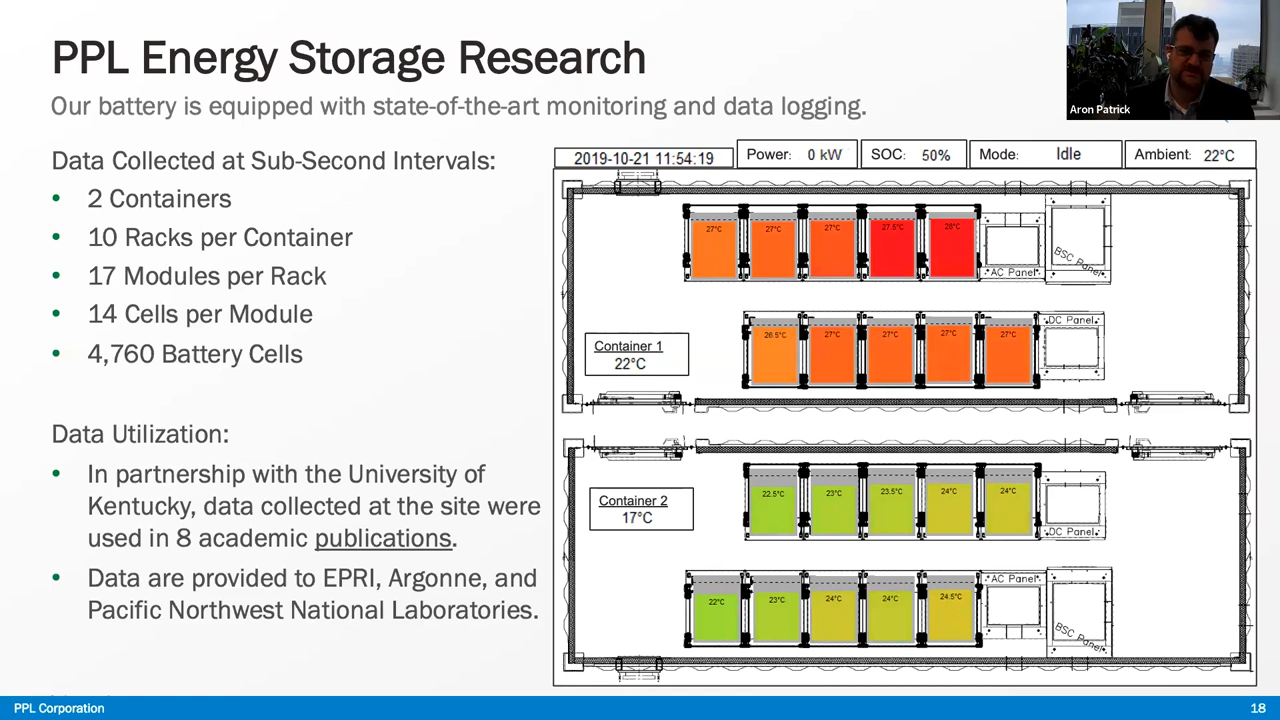 PPL Energy Storage Research
Our battery is equipped with state-of-the-art monitoring and data logging.
Aron Patrick
Data Collected at Sub-Second Intervals:
• 2 Containers
• 10 Racks per Container
• 17 Modules per Rack
• 14 Cells per Module
• 4,760 Battery Cells
Data Utilization:
• In partnership with the University of
Kentucky, data collected at the site were
used in 8 academic publications.
• Data are provided to EPRI, Argonne, and
Pacific Northwest National Laboratories.
2019-10-21 11:54:19 Power: 0 kW SOC: 50% Mode: Idle Ambient: 22°C
27°C 27°C 27°C 27.5°C 28°C
AC Panel
BSC Panel
Container 1
22°C
26.5°C 27°C 27°C 27°C 27°C
DC Panel
Container 2
17°C
22.5°C 23°C 23.5°C 24°C 24°C
DC Panel
22°C 23°C 24°C 24°C 24.5°C
AC Panel
BSC Panel
PPL Corporation
18